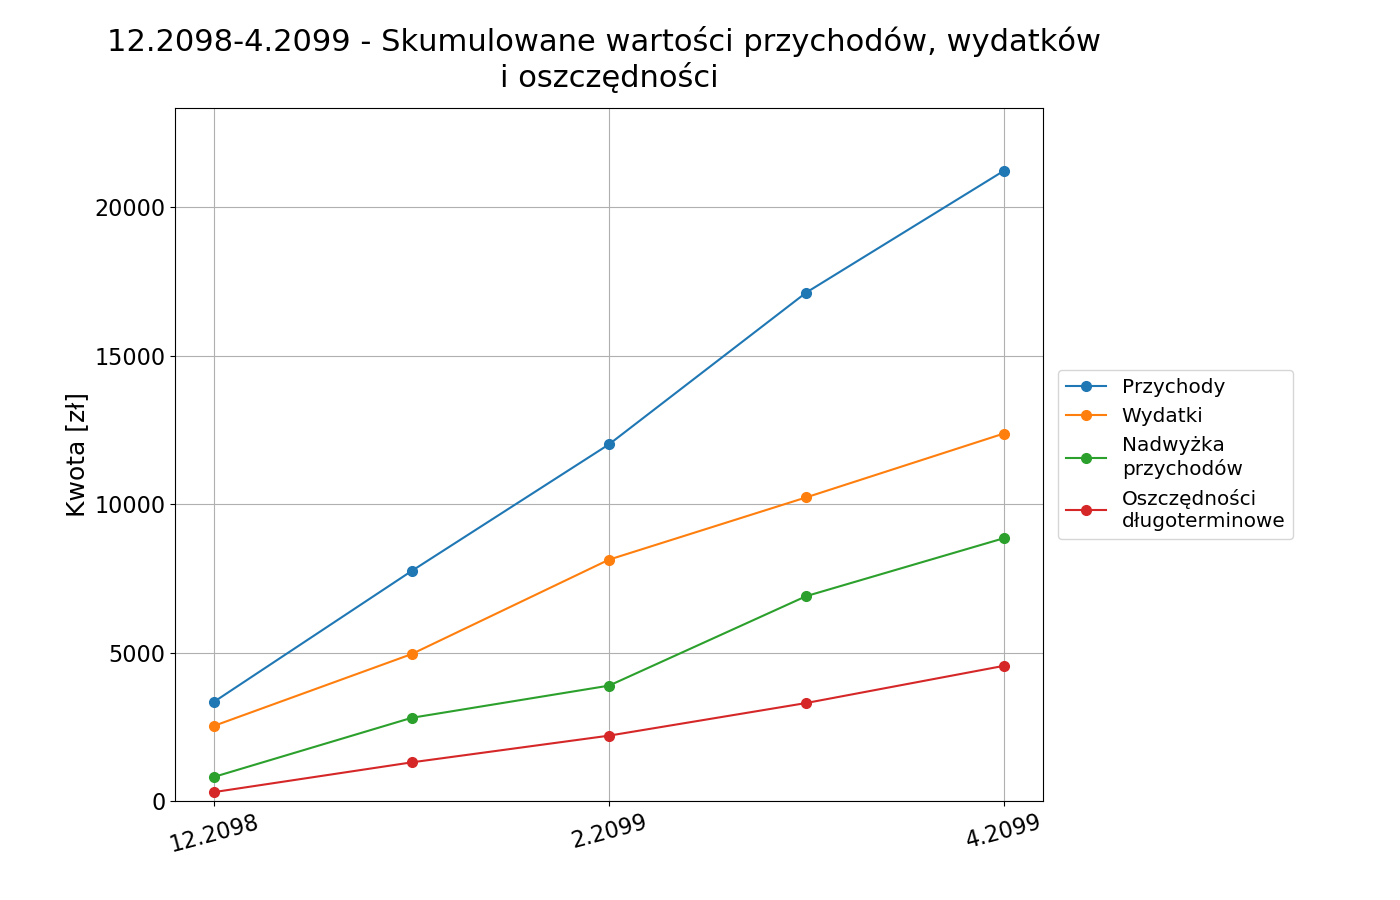 12.2098-4.2099 - Skumulowane wartości przychodów, wydatków
i oszczędności
Kwota [zł]
20000
15000
10000
5000
0
12.2098
2.2099
4.2099
Przychody
Wydatki
Nadwyżka
przychodów
Oszczędności
długoterminowe